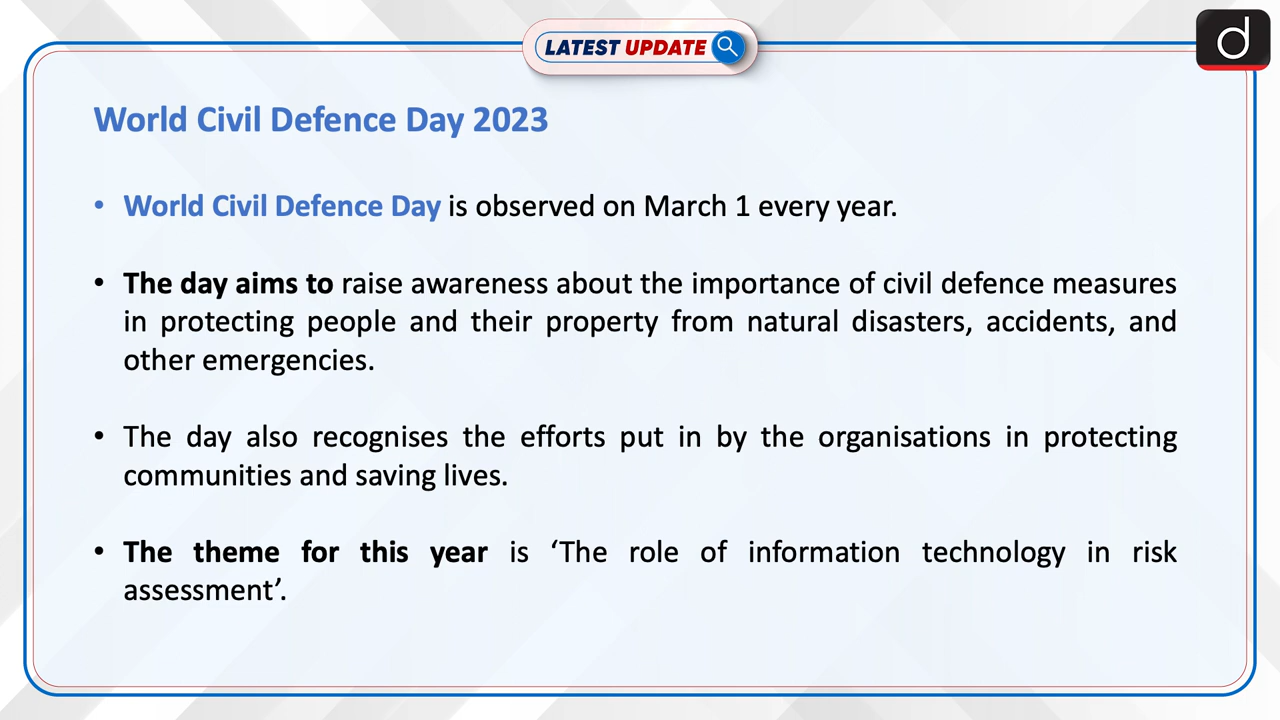 LATEST UPDATE
d
World Civil Defence Day 2023
• World Civil Defence Day is observed on March 1 every year.
• The day aims to raise awareness about the importance of civil defence measures
in protecting people and their property from natural disasters, accidents, and
other emergencies.
• The day also recognises the efforts put in by the organisations in protecting
communities and saving lives.
• The theme for this year is ‘The role of information technology in risk
assessment’.